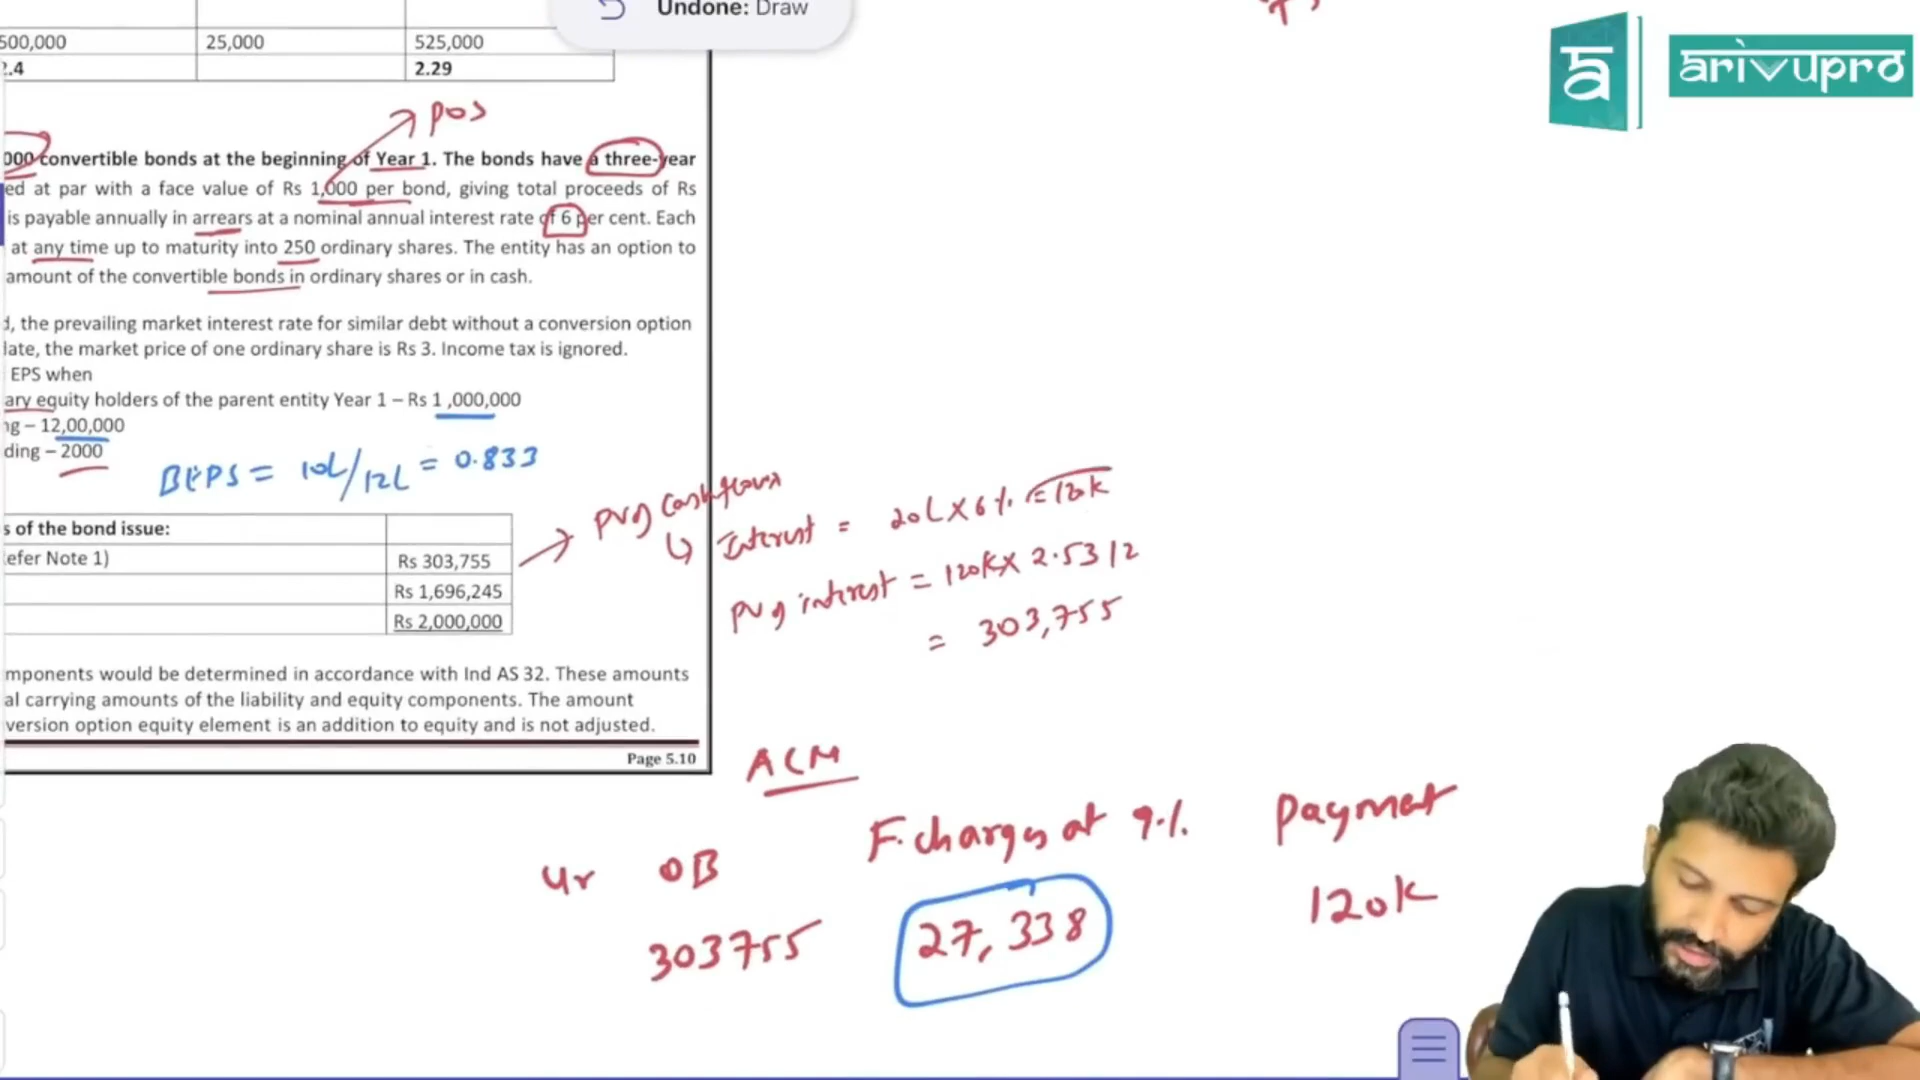 Undone: Draw
500,000 25,000 525,000
2.4 2.29
arivupro
pos
000 convertible bonds at the beginning of Year 1. The bonds have a three-year
ed at par with a face value of Rs 1,000 per bond, giving total proceeds of Rs
is payable annually in arrears at a nominal annual interest rate of 6 per cent. Each
at any time up to maturity into 250 ordinary shares. The entity has an option to
amount of the convertible bonds in ordinary shares or in cash.
d, the prevailing market interest rate for similar debt without a conversion option
late, the market price of one ordinary share is Rs 3. Income tax is ignored.
EPS when
ary equity holders of the parent entity Year 1 – Rs 1 ,000,000
ng – 12,00,000
ding – 2000
BEPS = 10L/12L = 0.833
s of the bond issue:
efer Note 1) Rs 303,755
Rs 1,696,245
Rs 2,000,000
PV of Cashflows
Interest = 20L X 6% = 120k
PV of interest = 120K X 2.5312
= 303,755
mponents would be determined in accordance with Ind AS 32. These amounts
al carrying amounts of the liability and equity components. The amount
version option equity element is an addition to equity and is not adjusted.
Page 5.10
ACM
Yr OB F. charges at 9% Payment
303755 27,338 120K